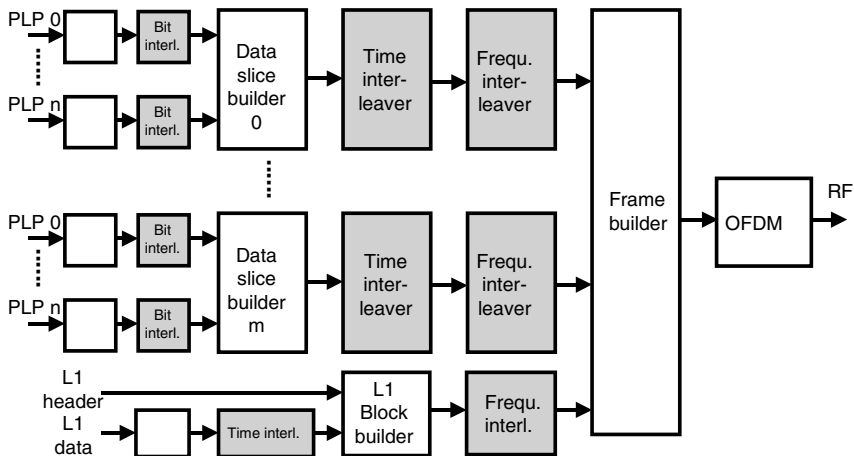 PLP 0
Bit
interl.
Data
slice
builder
0
Time
inter-
leaver
Frequ.
inter-
leaver
PLP n
Bit
interl.
Frame
builder
OFDM
RF
PLP 0
Bit
interl.
Data
slice
builder
m
Time
inter-
leaver
Frequ.
inter-
leaver
PLP n
Bit
interl.
L1
header
L1
data
Time interl.
L1
Block
builder
Frequ.
interl.